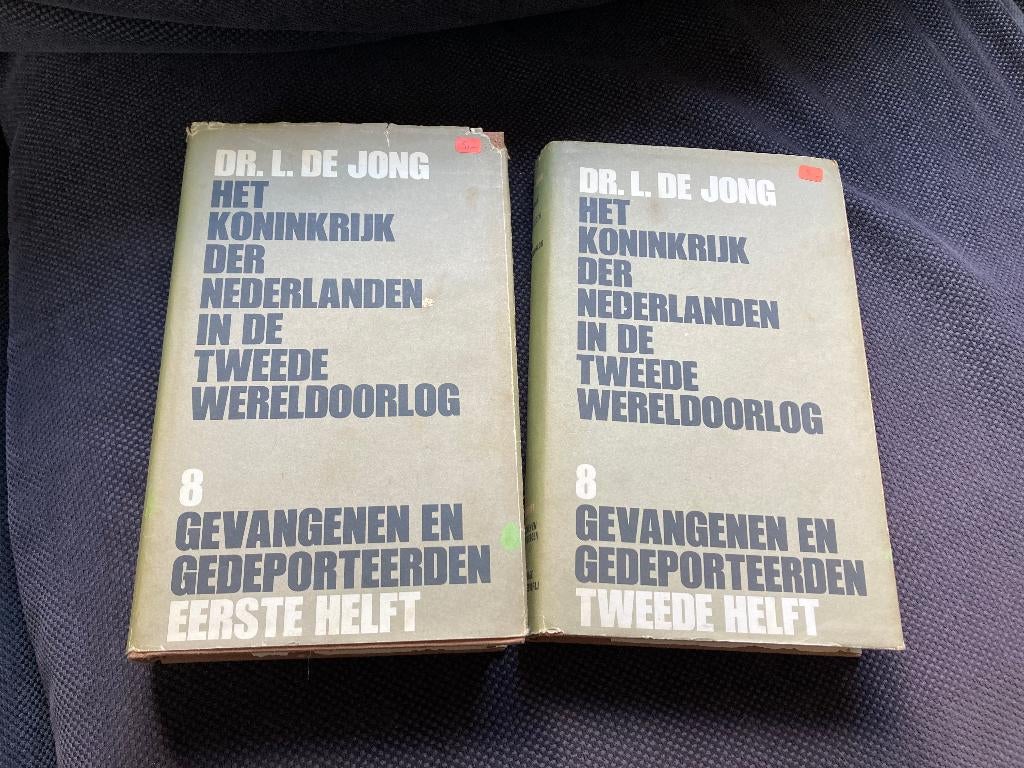 DR. L. DE JONG
HET
KONINKRIJK
DER
NEDERLANDEN
IN DE
TWEEDE
WERELDOORLOG
8
GEVANGENEN EN
GEDEPORTEERDEN
EERSTE HELFT
DR. L. DE JONG
HET
KONINKRIJK
DER
NEDERLANDEN
IN DE
TWEEDE
WERELDOORLOG
8
GEVANGENEN EN
GEDEPORTEERDEN
TWEEDE HELFT